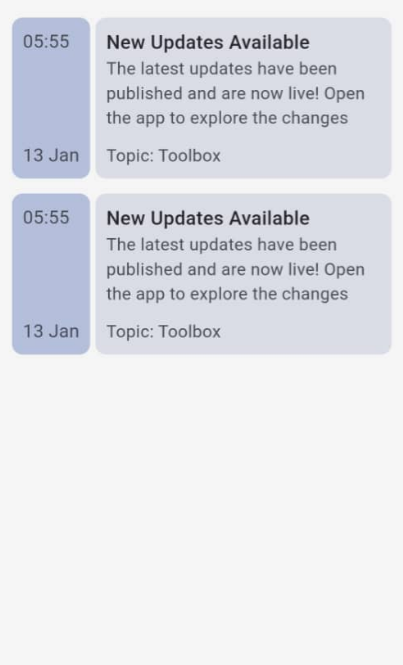 05:55
New Updates Available
The latest updates have been
published and are now live! Open
the app to explore the changes
13 Jan
Topic: Toolbox
05:55
New Updates Available
The latest updates have been
published and are now live! Open
the app to explore the changes
13 Jan
Topic: Toolbox